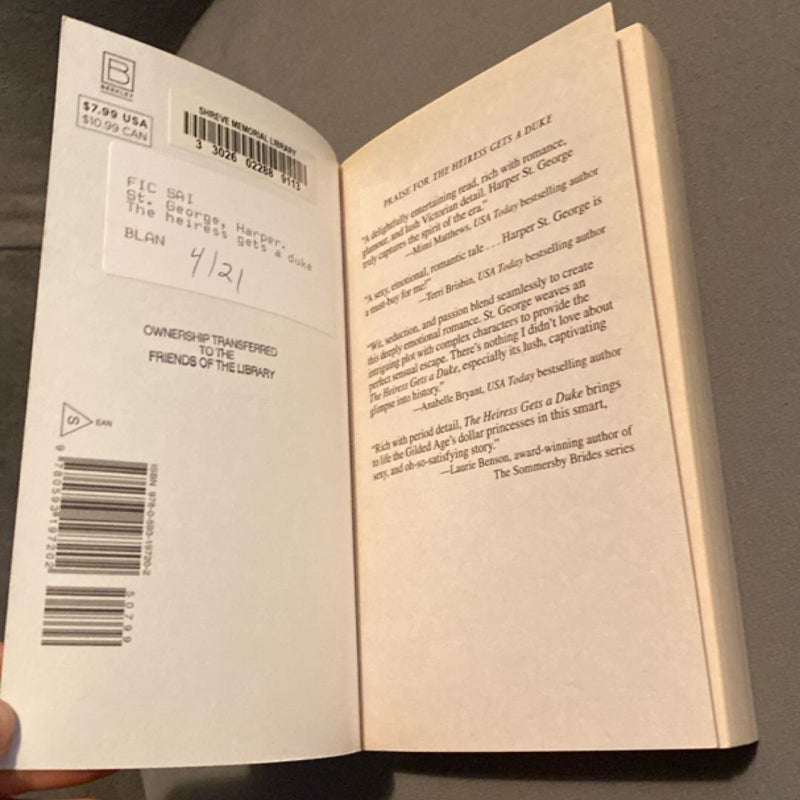 B
BERKLEY
$7.99 USA
$10.99 CAN
SHREVE MEMORIAL LIBRARY
3 3026 02288 9113
FIC SAI
St. George, Harper.
The heiress gets a duke
BLAN
4/21
OWNERSHIP TRANSFERRED
TO THE
FRIENDS OF THE LIBRARY
S
EAN
9 780593 197202
ISBN 978-0-593-19720-2
50799
PRAISE FOR THE HEIRESS GETS A DUKE
"A delightfully entertaining read, rich with romance,
glamour, and lush Victorian detail. Harper St. George
truly captures the spirit of the era."
—Mimi Matthews, USA Today bestselling author
"A sexy, emotional, romantic tale . . . Harper St. George is
a must-buy for me!"
—Terri Brisbin, USA Today bestselling author
"Wit, seduction, and passion blend seamlessly to create
this deeply emotional romance. St. George weaves an
intriguing plot with complex characters to provide the
perfect sensual escape. There's nothing I didn't love about
The Heiress Gets a Duke, especially its lush, captivating
glimpse into history."
—Anabelle Bryant, USA Today bestselling author
"Rich with period detail, The Heiress Gets a Duke brings
to life the Gilded Age's dollar princesses in this smart,
sexy, and oh-so-satisfying story."
—Laurie Benson, award-winning author of
The Sommersby Brides series